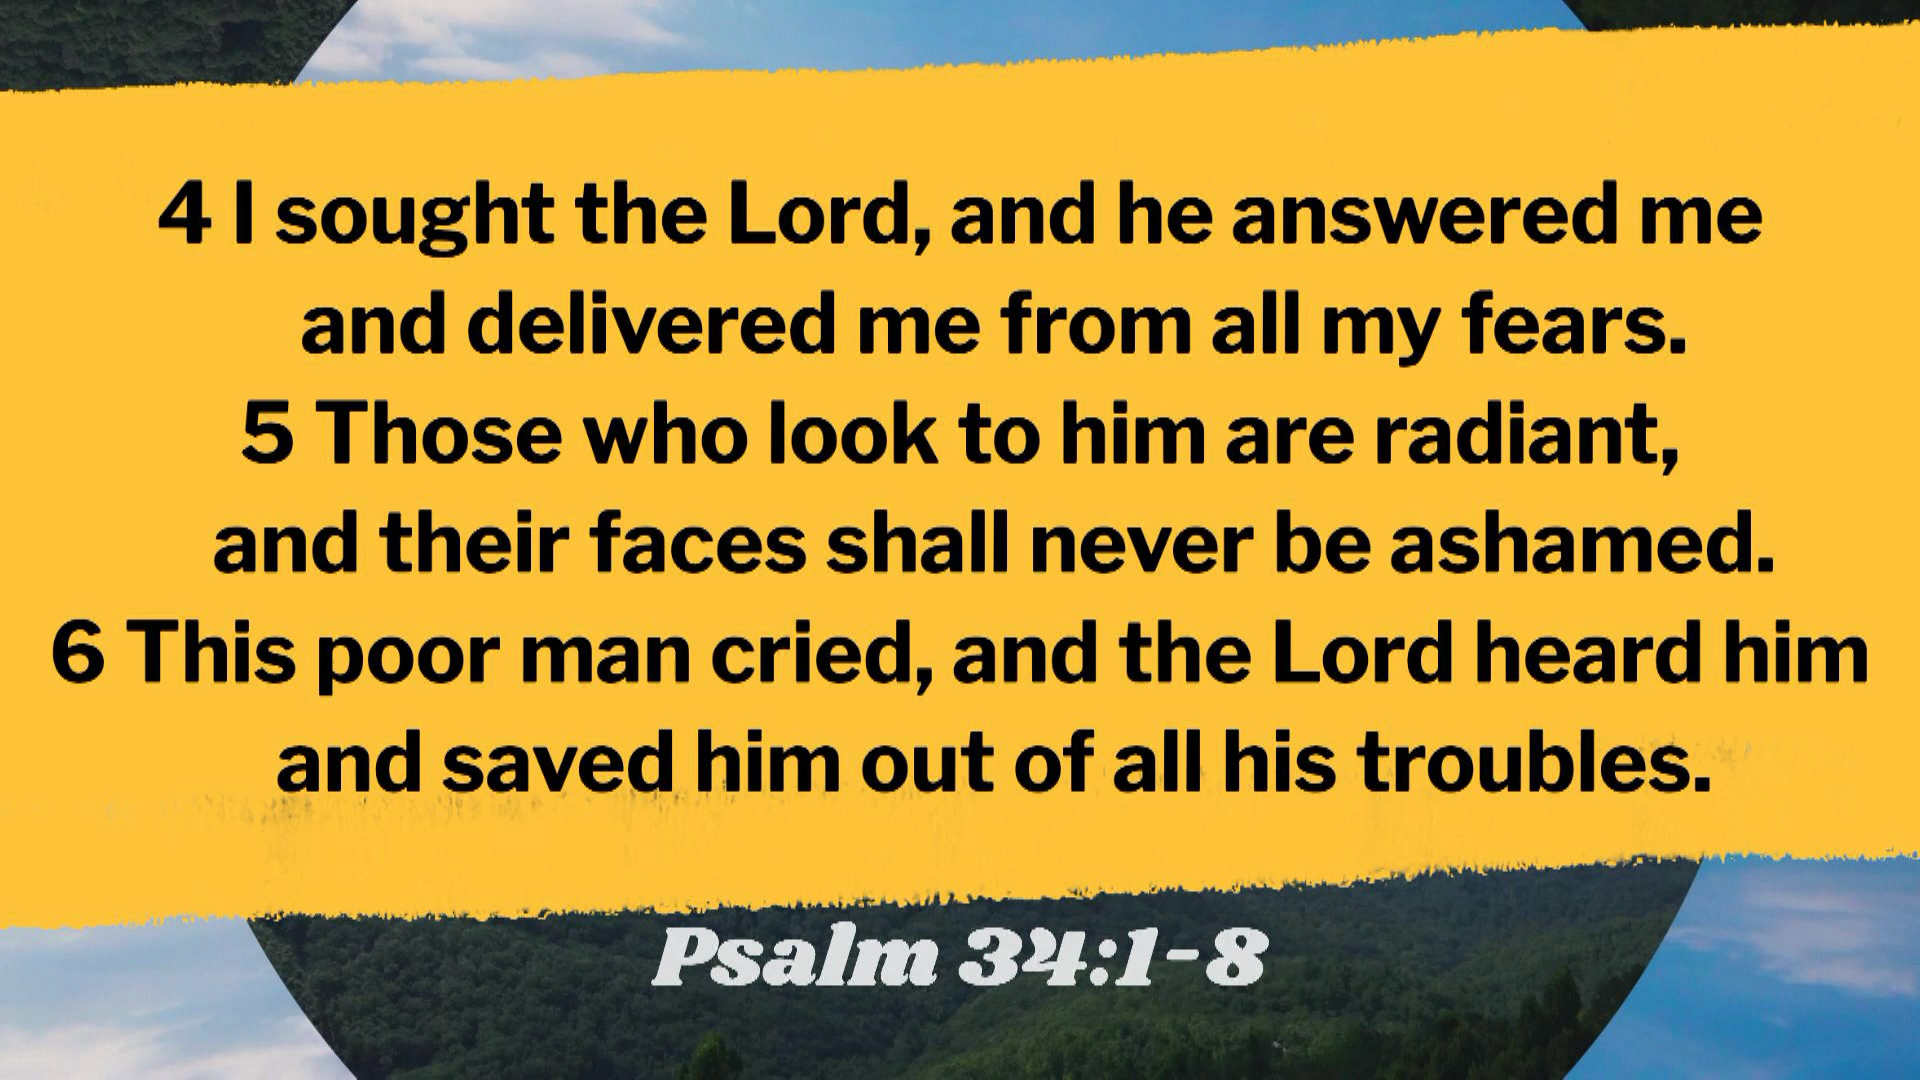 4 I sought the Lord, and he answered me
and delivered me from all my fears.
5 Those who look to him are radiant,
and their faces shall never be ashamed.
6 This poor man cried, and the Lord heard him
and saved him out of all his troubles.
Psalm 34:1-8